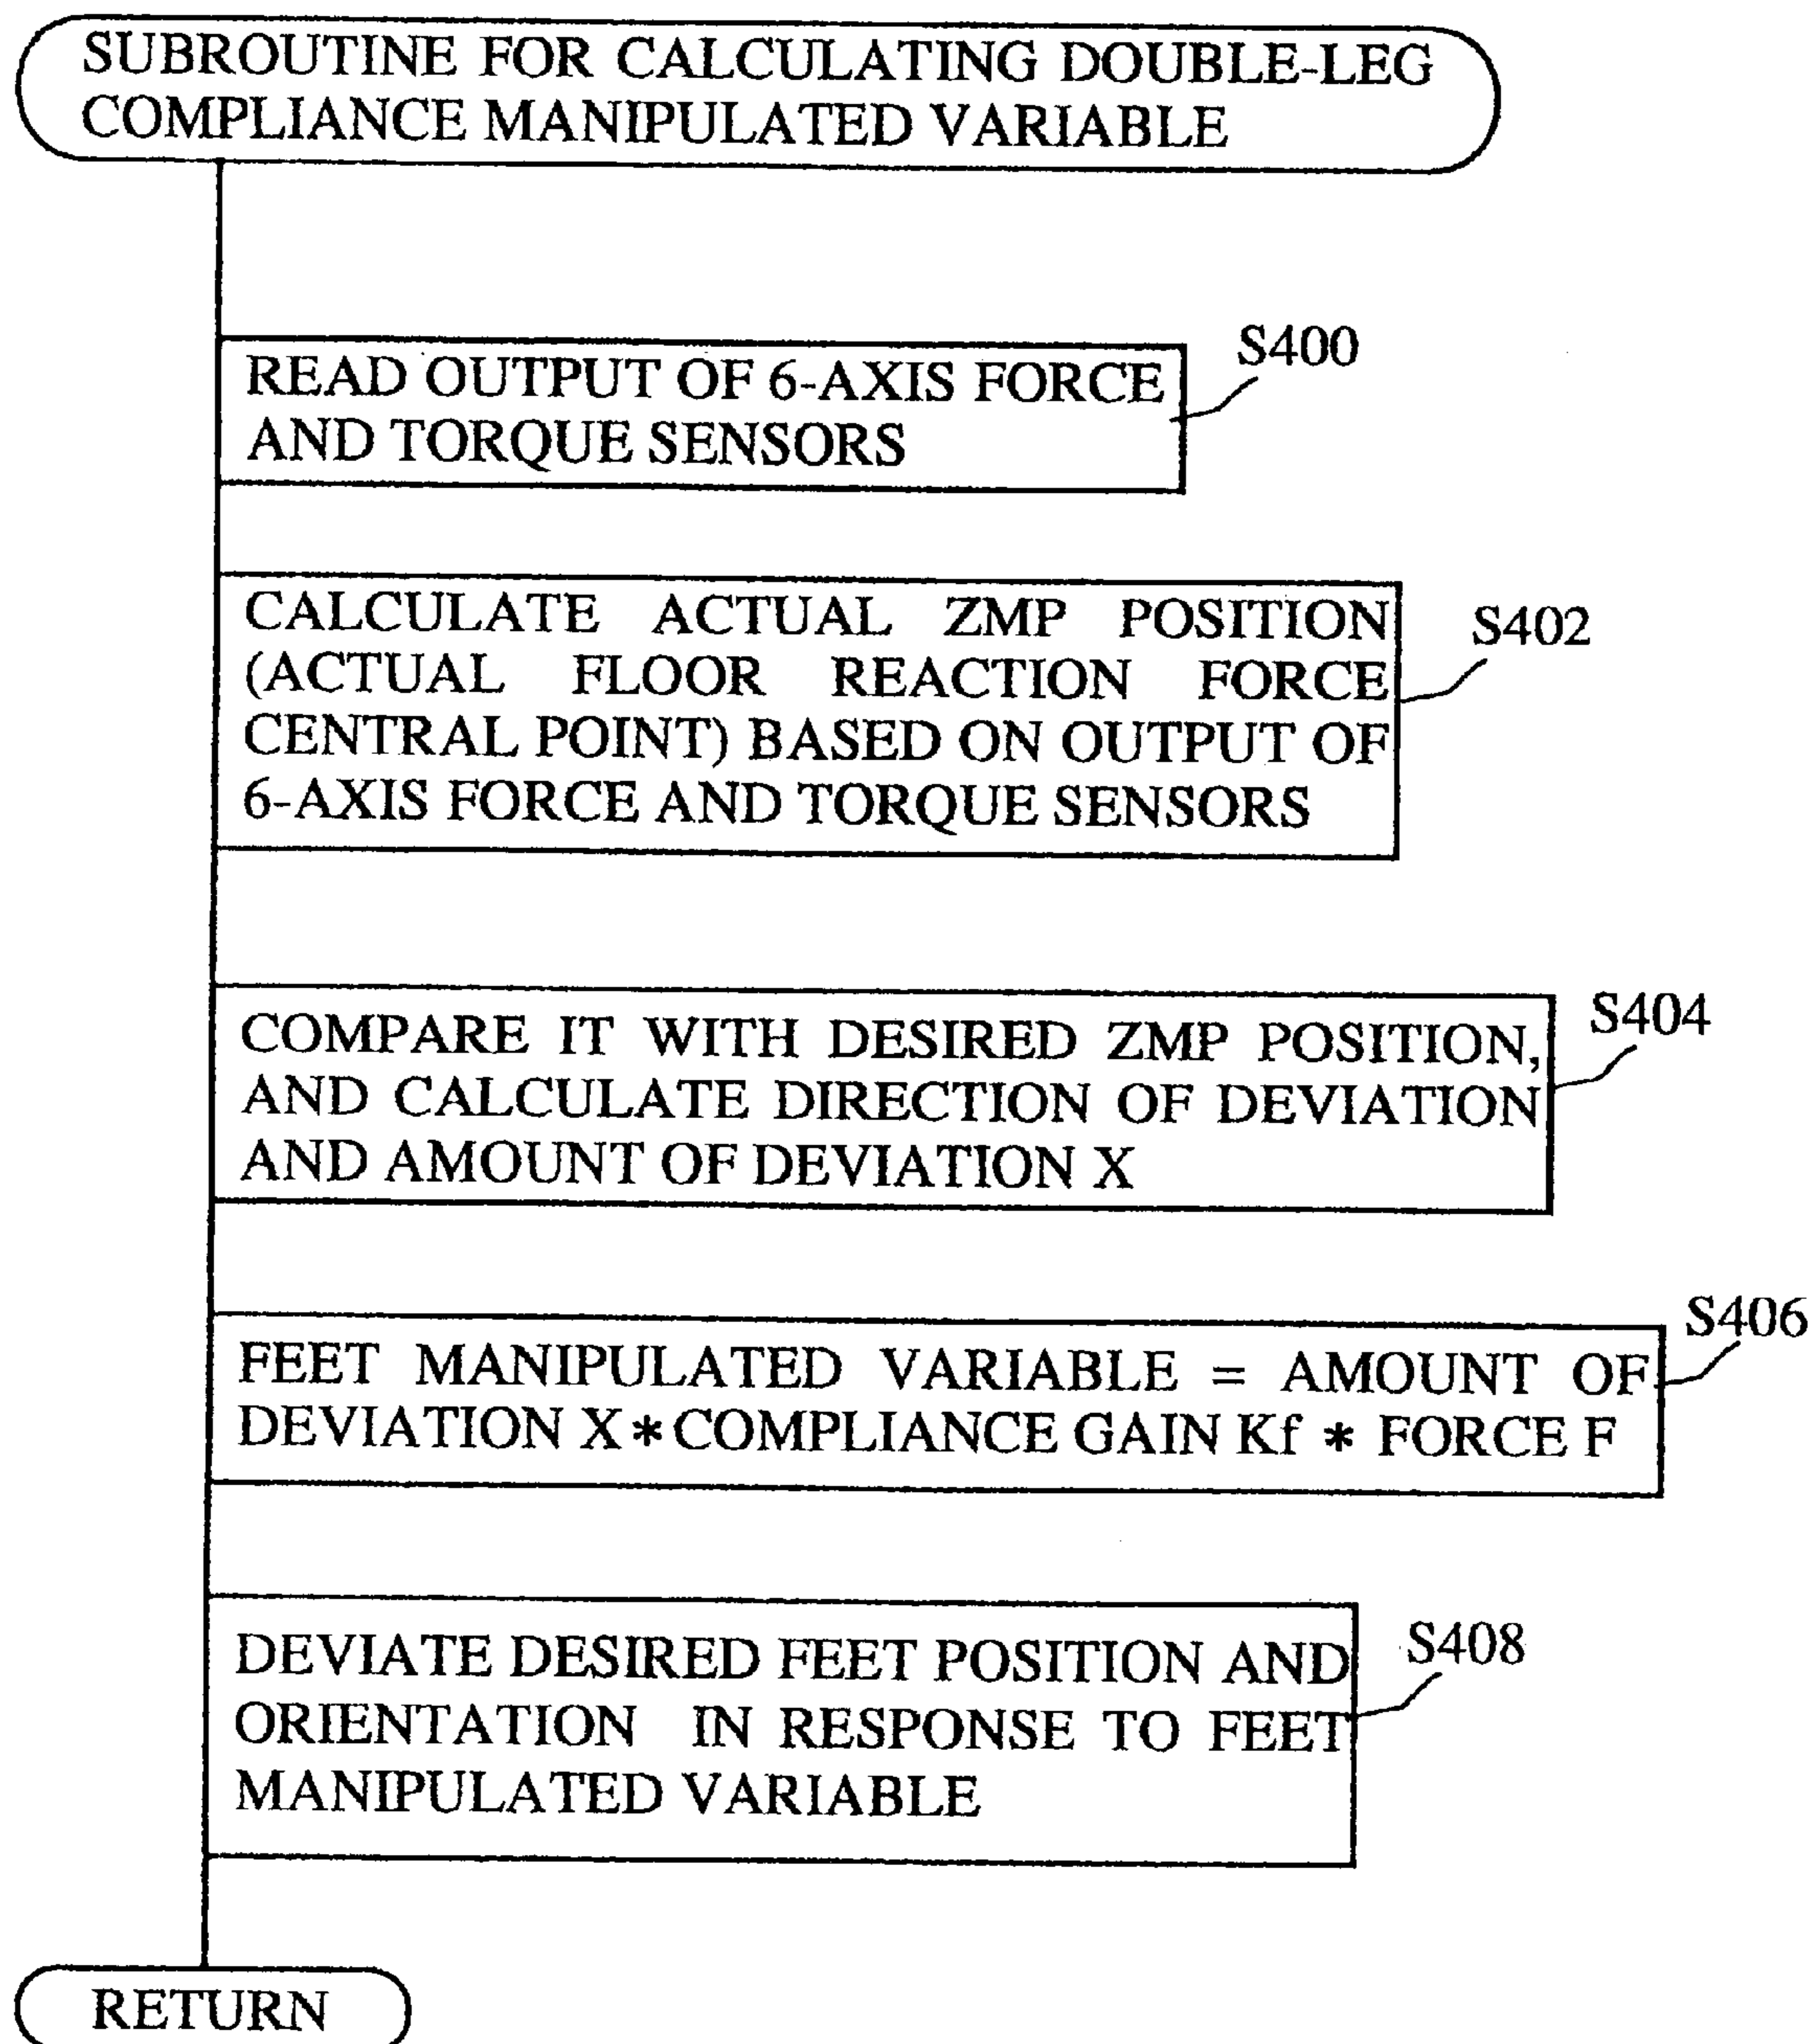 SUBROUTINE FOR CALCULATING DOUBLE-LEG
COMPLIANCE MANIPULATED VARIABLE
S400
READ OUTPUT OF 6-AXIS FORCE
AND TORQUE SENSORS
S402
CALCULATE ACTUAL ZMP POSITION
(ACTUAL FLOOR REACTION FORCE
CENTRAL POINT) BASED ON OUTPUT OF
6-AXIS FORCE AND TORQUE SENSORS
S404
COMPARE IT WITH DESIRED ZMP POSITION,
AND CALCULATE DIRECTION OF DEVIATION
AND AMOUNT OF DEVIATION X
S406
FEET MANIPULATED VARIABLE = AMOUNT OF
DEVIATION X * COMPLIANCE GAIN Kf * FORCE F
S408
DEVIATE DESIRED FEET POSITION AND
ORIENTATION IN RESPONSE TO FEET
MANIPULATED VARIABLE
RETURN